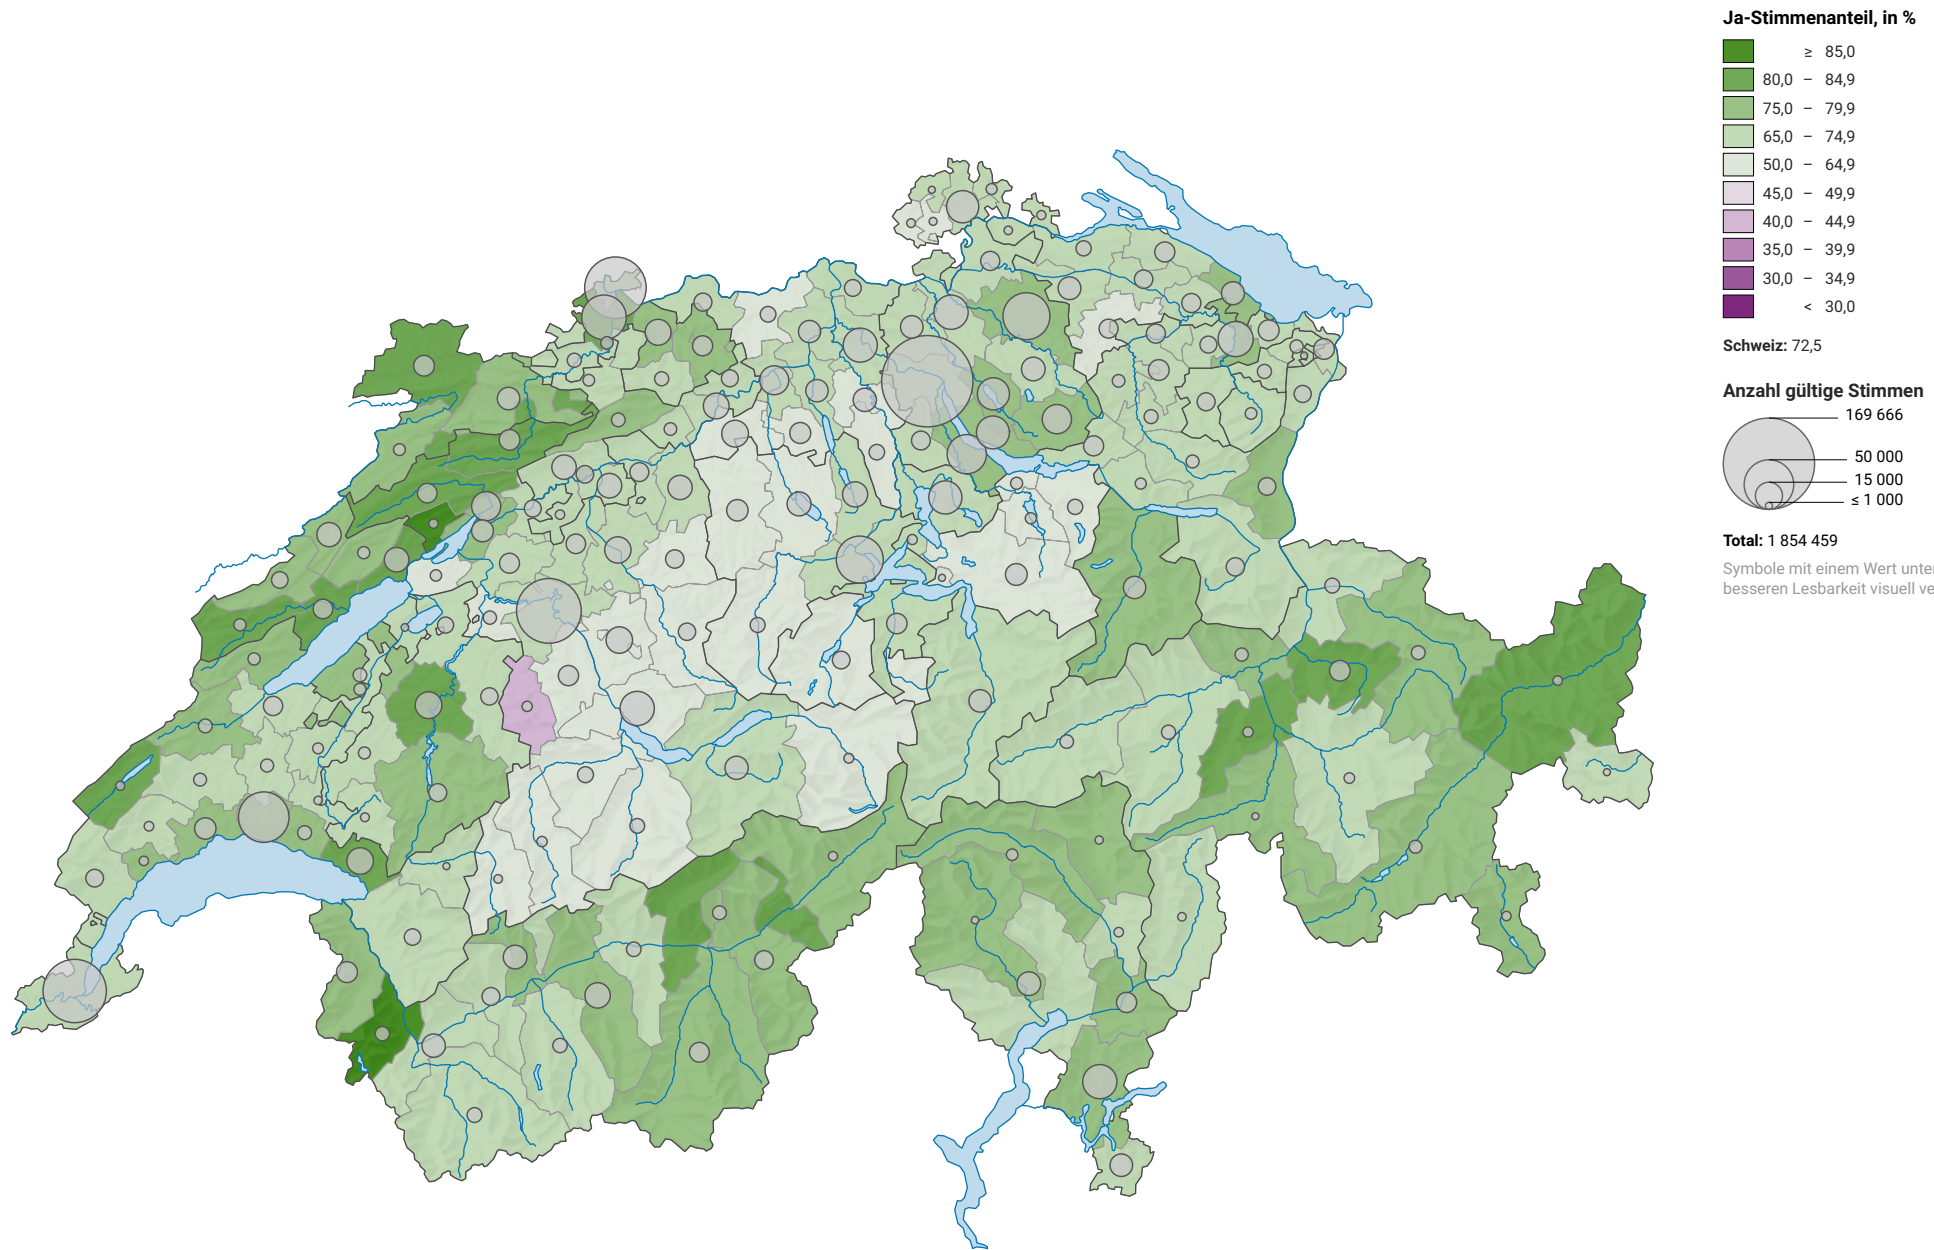 Ja-Stimmenanteil, in %
≥ 85,0
80,0 – 84,9
75,0 – 79,9
65,0 – 74,9
50,0 – 64,9
45,0 – 49,9
40,0 – 44,9
35,0 – 39,9
30,0 – 34,9
< 30,0
Schweiz: 72,5
Anzahl gültige Stimmen
169 666
50 000
15 000
≤ 1 000
Total: 1 854 459
Symbole mit einem Wert unter
besseren Lesbarkeit visuell ve